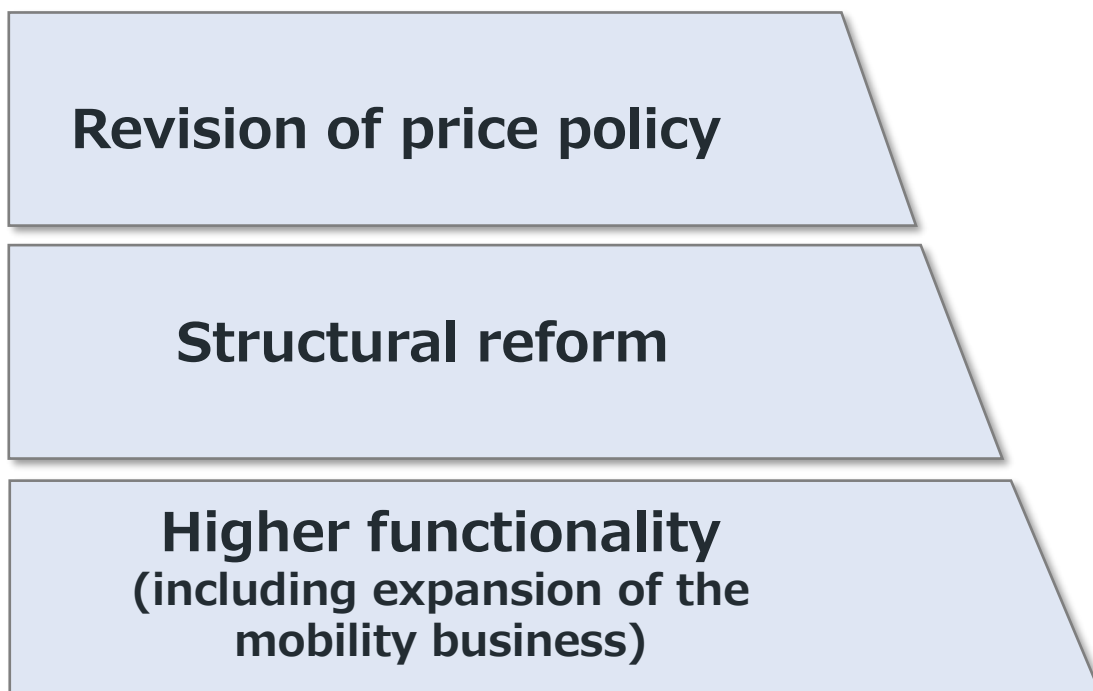 Revision of price policy
Structural reform
Higher functionality
(including expansion of the
mobility business)